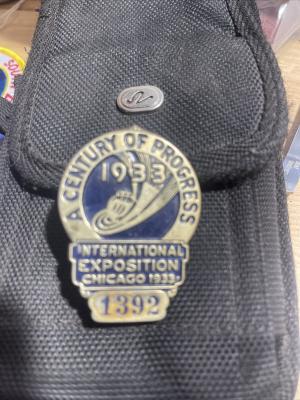 A CENTURY OF PROGRESS
1933
INTERNATIONAL
EXPOSITION
CHICAGO 1933
1392